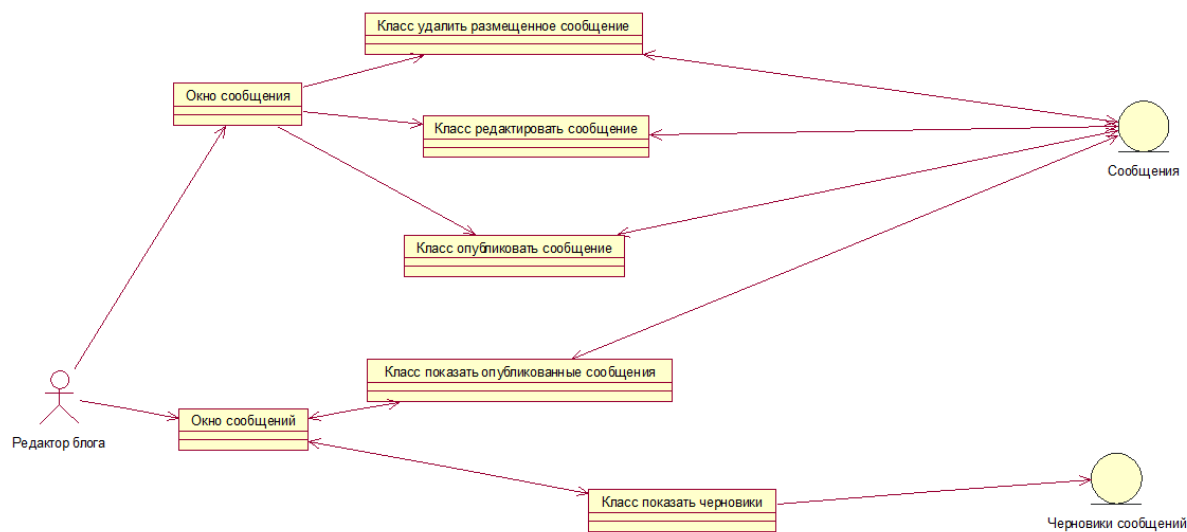 Класс удалить размещенное сообщение
Окно сообщения
Класс редактировать сообщение
Сообщения
Класс опубликовать сообщение
Класс показать опубликованные сообщения
Окно сообщений
Редактор блога
Класс показать черновики
Черновики сообщений